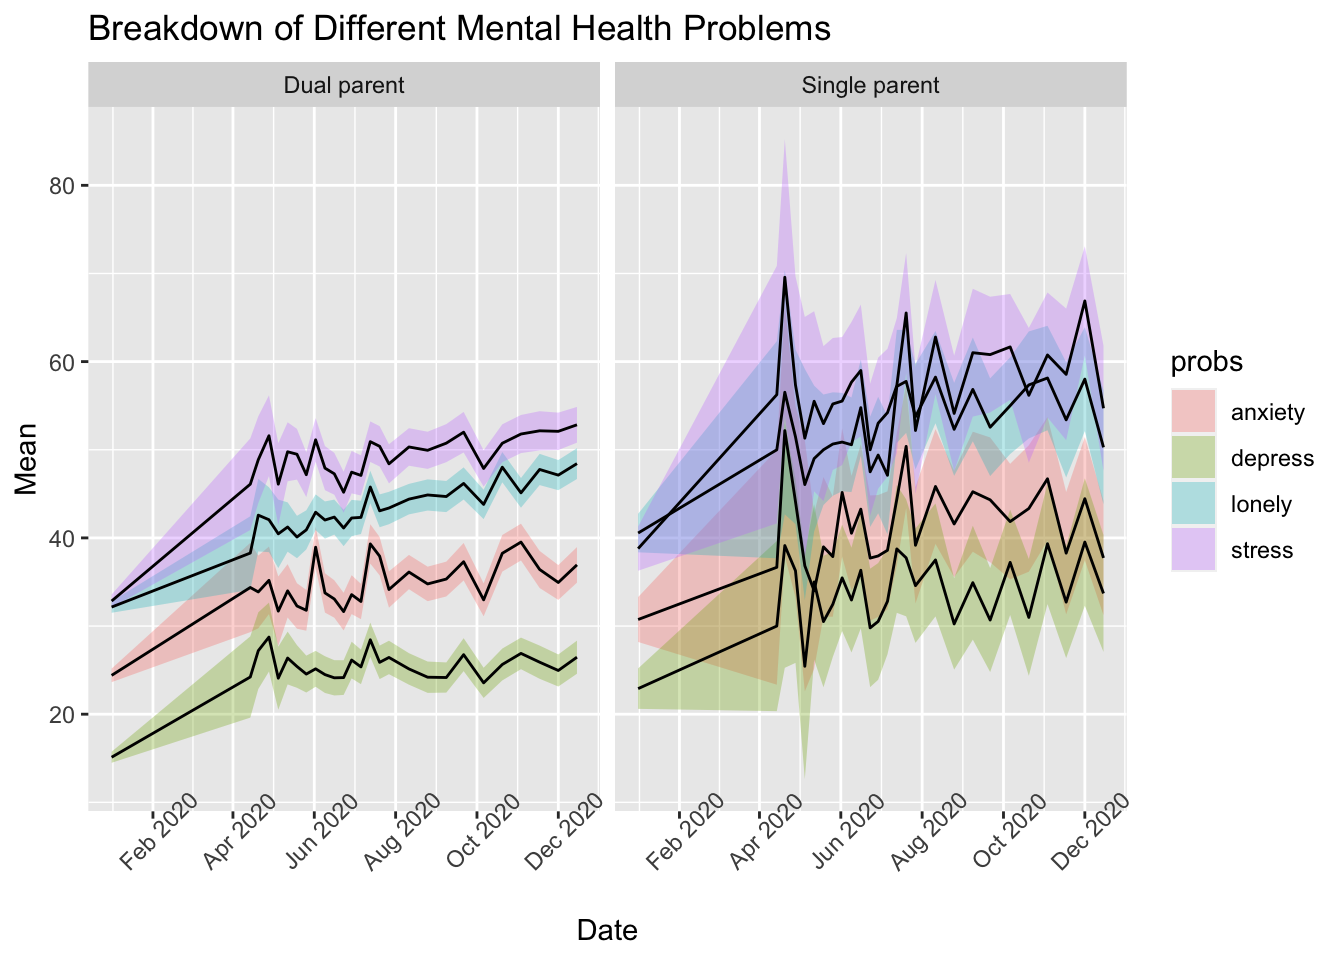 Breakdown of Different Mental Health Problems
Dual parent
Single parent
80
60
40
20
Mean
Feb 2020
Apr 2020
Jun 2020
Aug 2020
Oct 2020
Dec 2020
Feb 2020
Apr 2020
Jun 2020
Aug 2020
Oct 2020
Dec 2020
Date
probs
anxiety
depress
lonely
stress